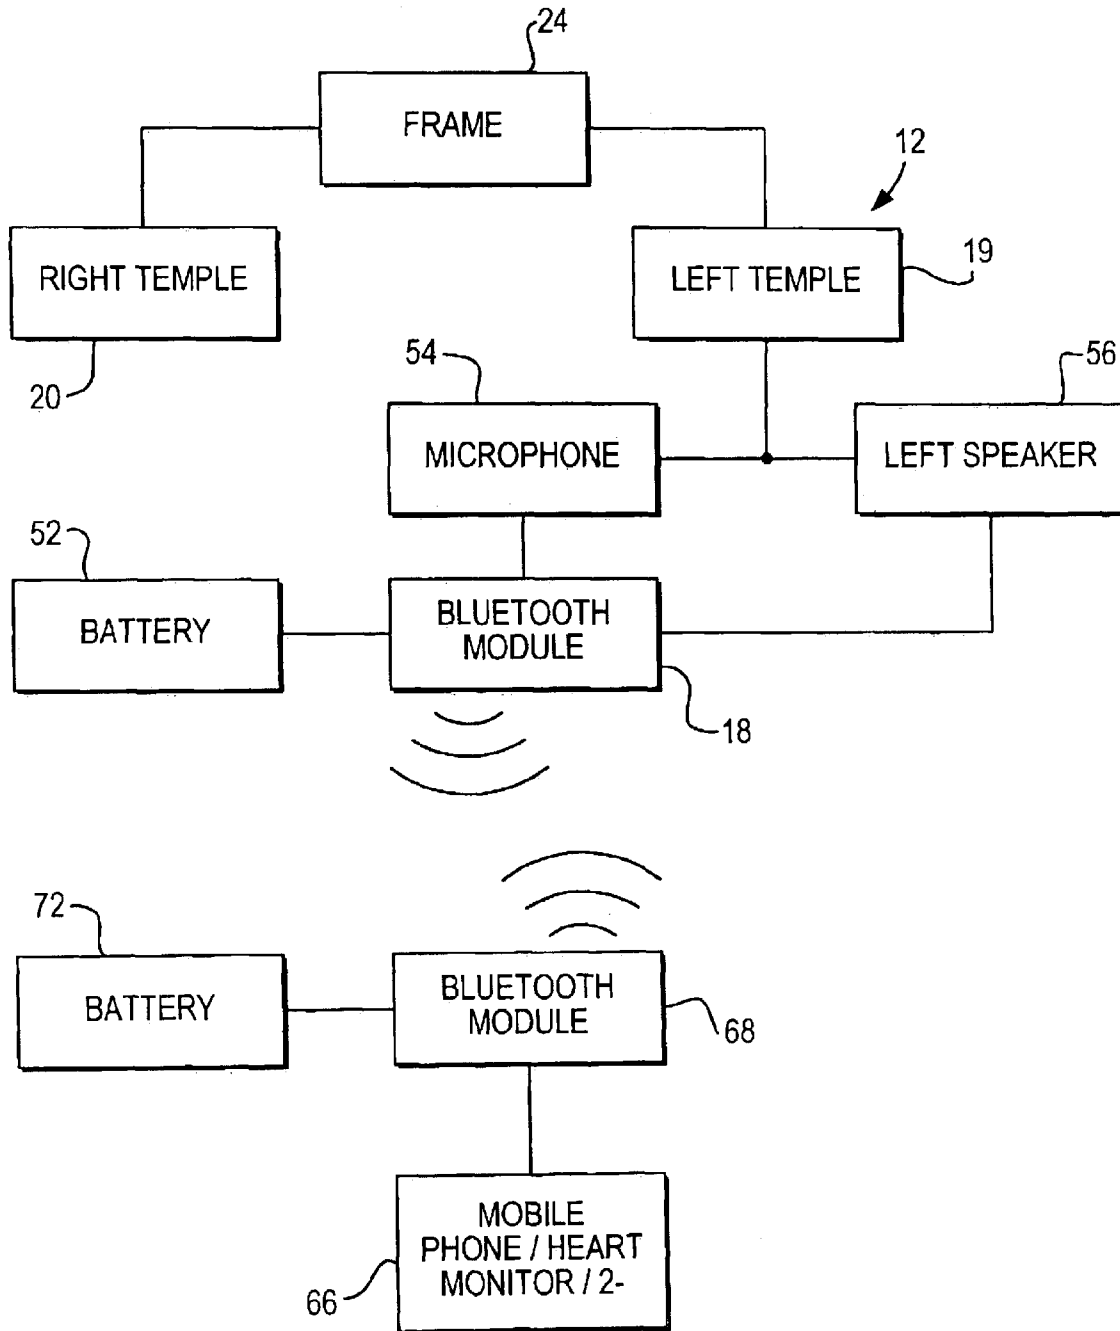 24
FRAME
12
RIGHT TEMPLE
LEFT TEMPLE
19
20
54
56
MICROPHONE
LEFT SPEAKER
52
BATTERY
BLUETOOTH
MODULE
18
72
BATTERY
BLUETOOTH
MODULE
68
MOBILE
PHONE / HEART
MONITOR / 2-
66